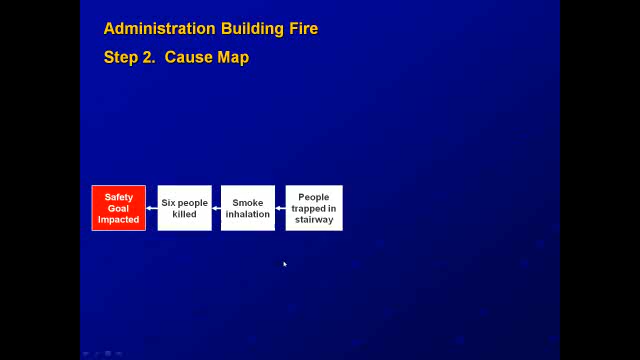 Administration Building Fire
Step 2. Cause Map
Safety
Goal
Impacted
Six people
killed
Smoke
inhalation
People
trapped in
stairway